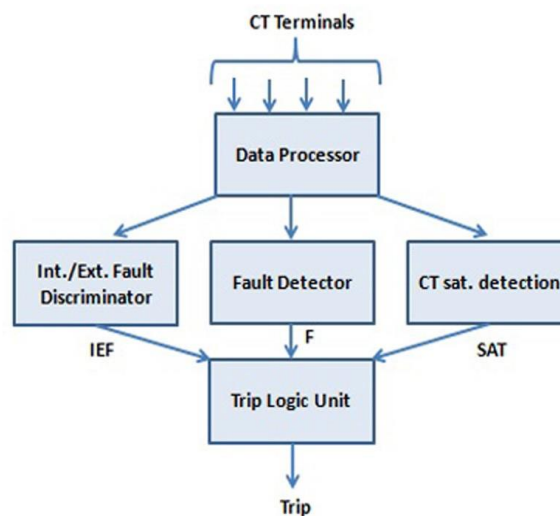 CT Terminals
Data Processor
Int./Ext. Fault
Discriminator
Fault Detector
CT sat. detection
IEF
F
SAT
Trip Logic Unit
Trip